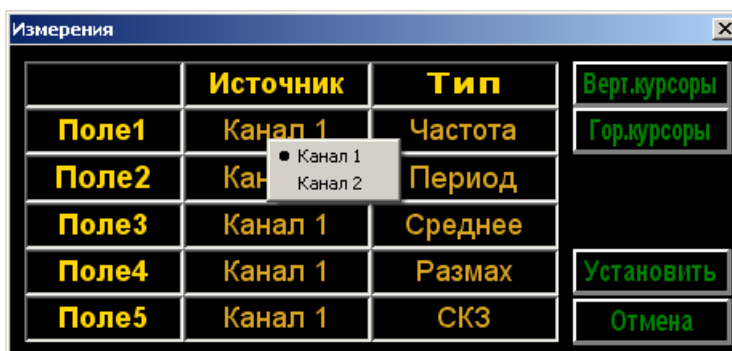 Измерения
Источник Тип Верт.курсоры
Поле1 Канал 1 Частота Гор.курсоры
Канал 1
Поле2 Период
Канал 2
Поле3 Канал 1 Среднее
Поле4 Канал 1 Размах Установить
Поле5 Канал 1 СКЗ Отмена